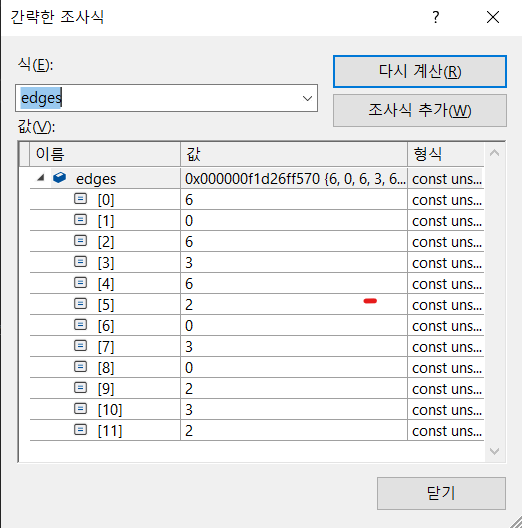 간략한 조사식
식(E):
다시 계산(R)
edges
조사식 추가(W)
값(V):
이름 값 형식
edges 0x000000f1d26ff570 {6, 0, 6, 3, 6... const uns...
[0] 6 const uns...
[1] 0 const uns...
[2] 6 const uns...
[3] 3 const uns...
[4] 6 const uns...
[5] 2 const uns...
[6] 0 const uns...
[7] 3 const uns...
[8] 0 const uns...
[9] 2 const uns...
[10] 3 const uns...
[11] 2 const uns...
닫기